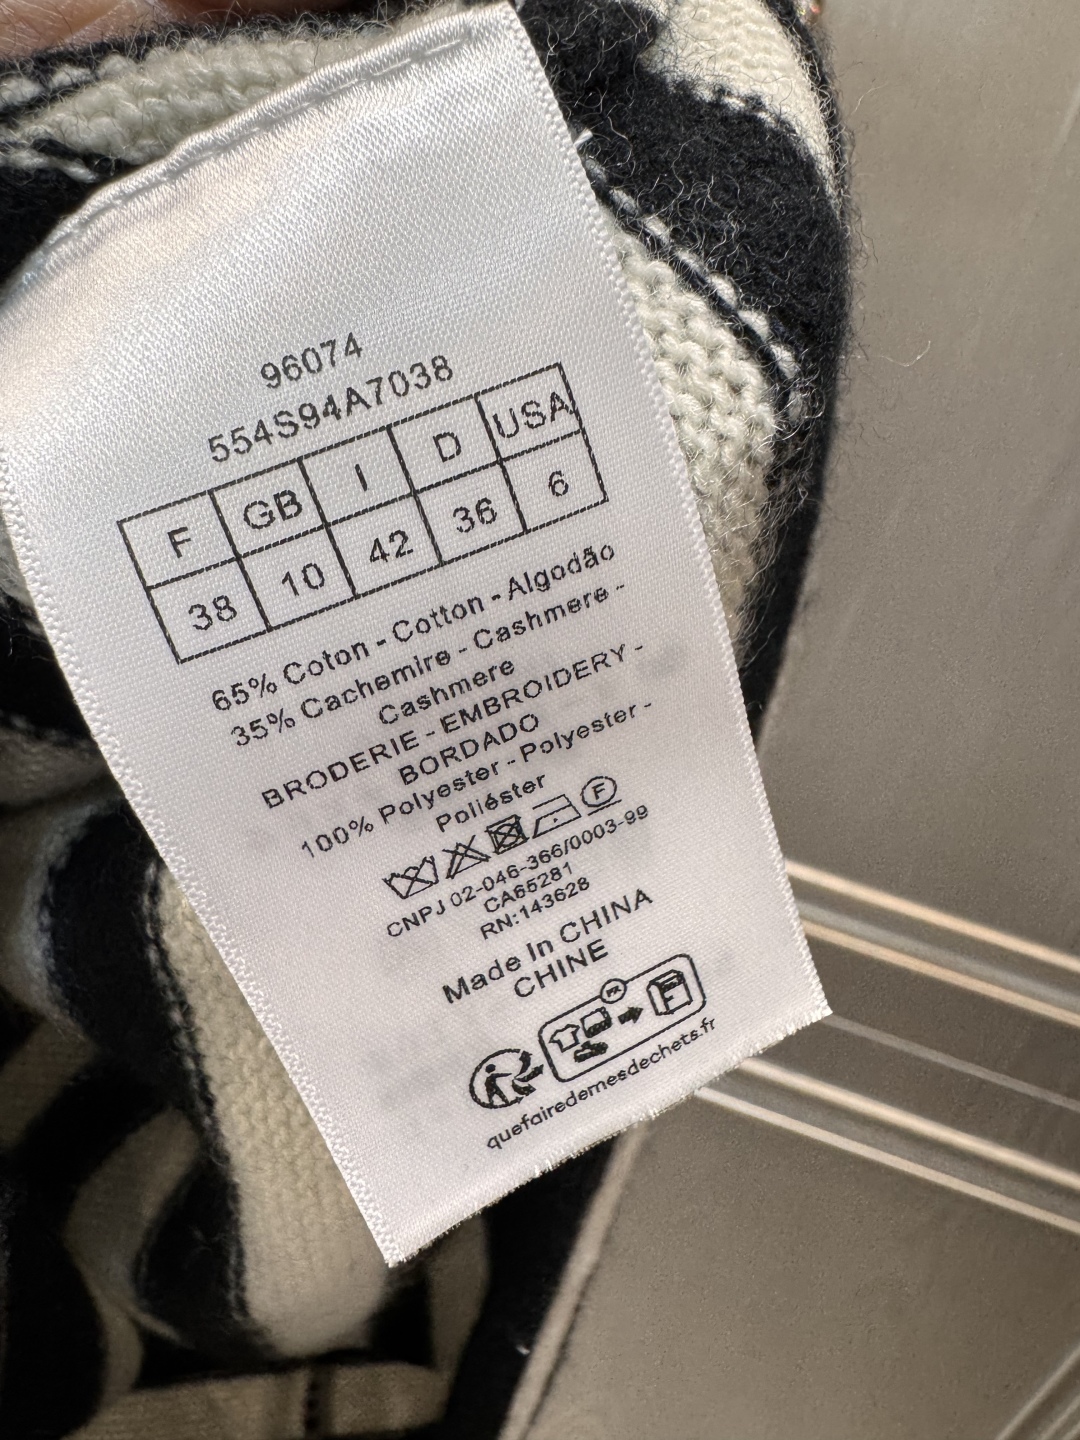 96074
554S94A7038
F GB I D USA
38 10 42 36 6
65% Coton - Cotton - Algodão
35% Cachemire - Cashmere -
Cashmere
BRODERIE - EMBROIDERY -
BORDADO
100% Polyester - Polyester -
Poliéster
F
CNPJ 02-046-366/0003-99
CA65281
RN:143628
Made In CHINA
CHINE
FR
quefairedemesdechets.fr